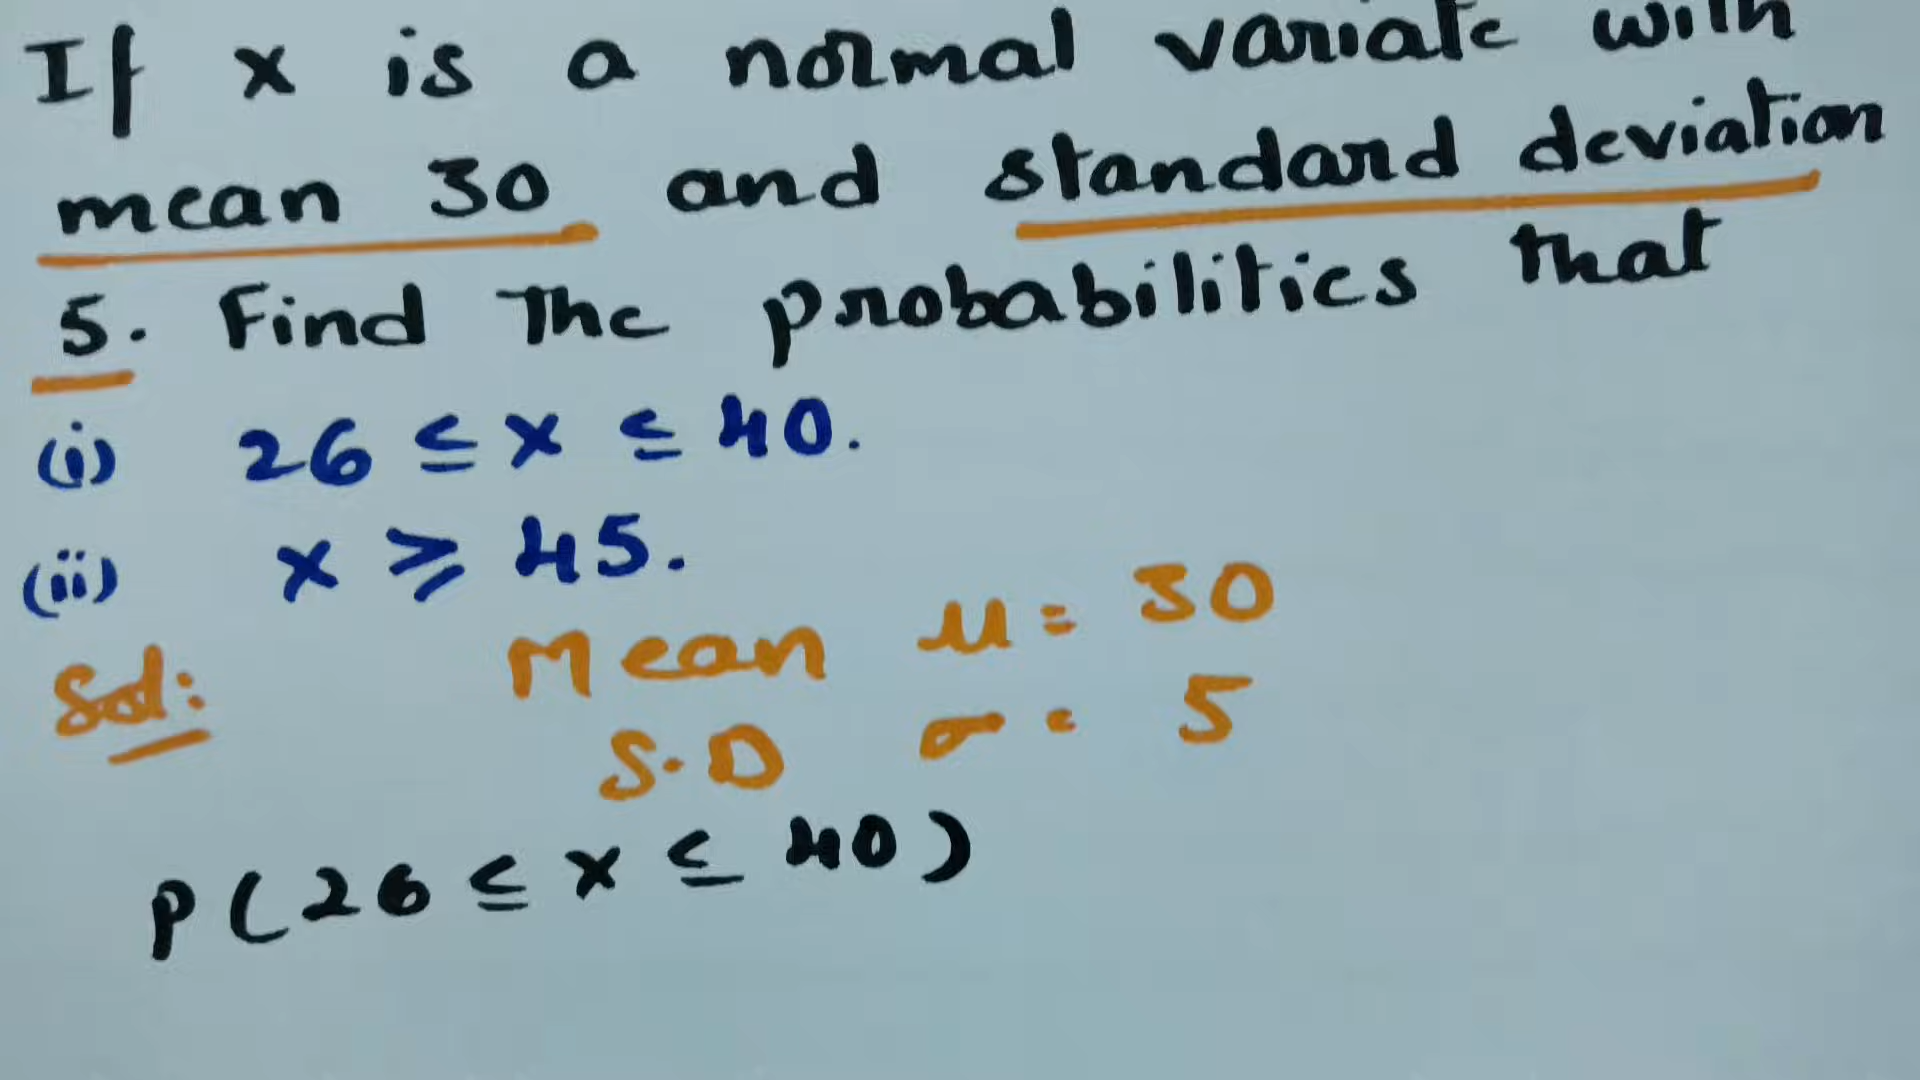 If x is a normal variate with
mean 30 and standard deviation
5. Find The probabilities that
(i) 26 ≤ x ≤ 40.
(ii) x ≥ 45.
Sol: Mean μ = 30
S.D σ = 5
P(26 ≤ x ≤ 40)